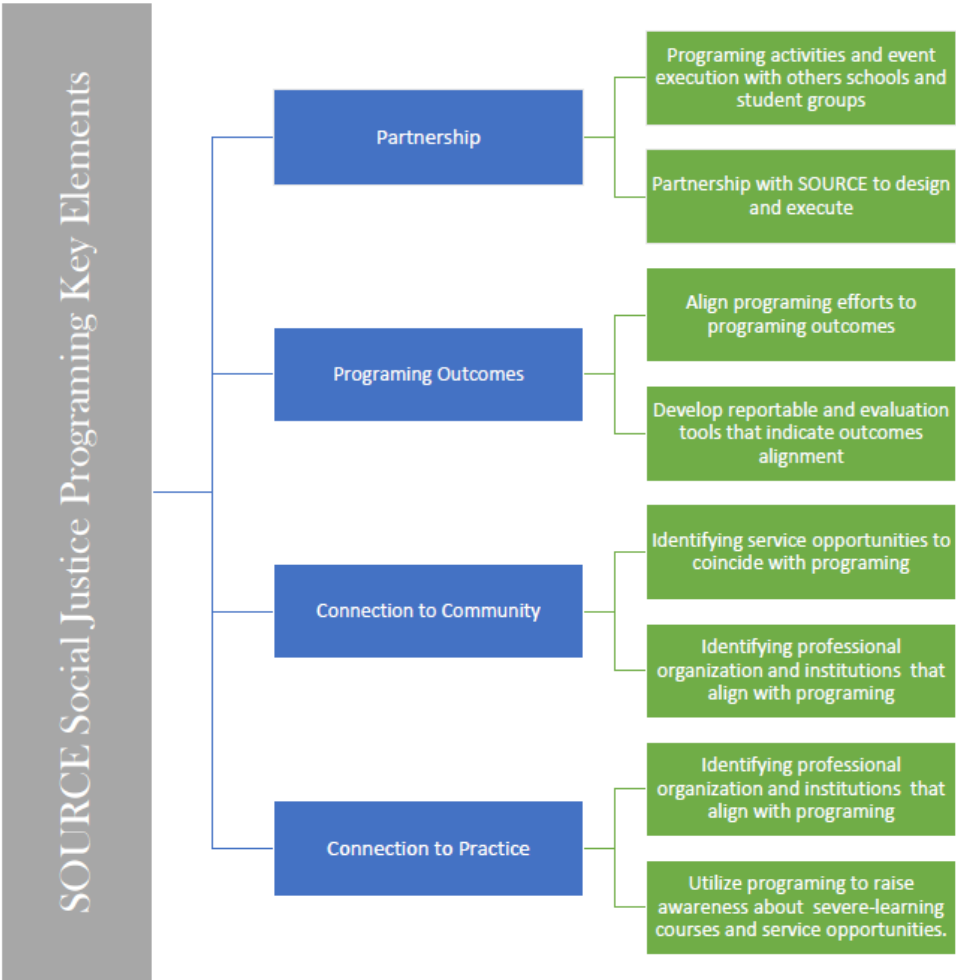 SOURCE Social Justice Programing Key Elements
Partnership
Programing activities and event
execution with others schools and
student groups
Partnership with SOURCE to design
and execute
Programing Outcomes
Align programing efforts to
programing outcomes
Develop reportable and evaluation
tools that indicate outcomes
alignment
Connection to Community
Identifying service opportunities to
coincide with programing
Identifying professional
organization and institutions that
align with programing
Connection to Practice
Identifying professional
organization and institutions that
align with programing
Utilize programing to raise
awareness about severe-learning
courses and service opportunities.